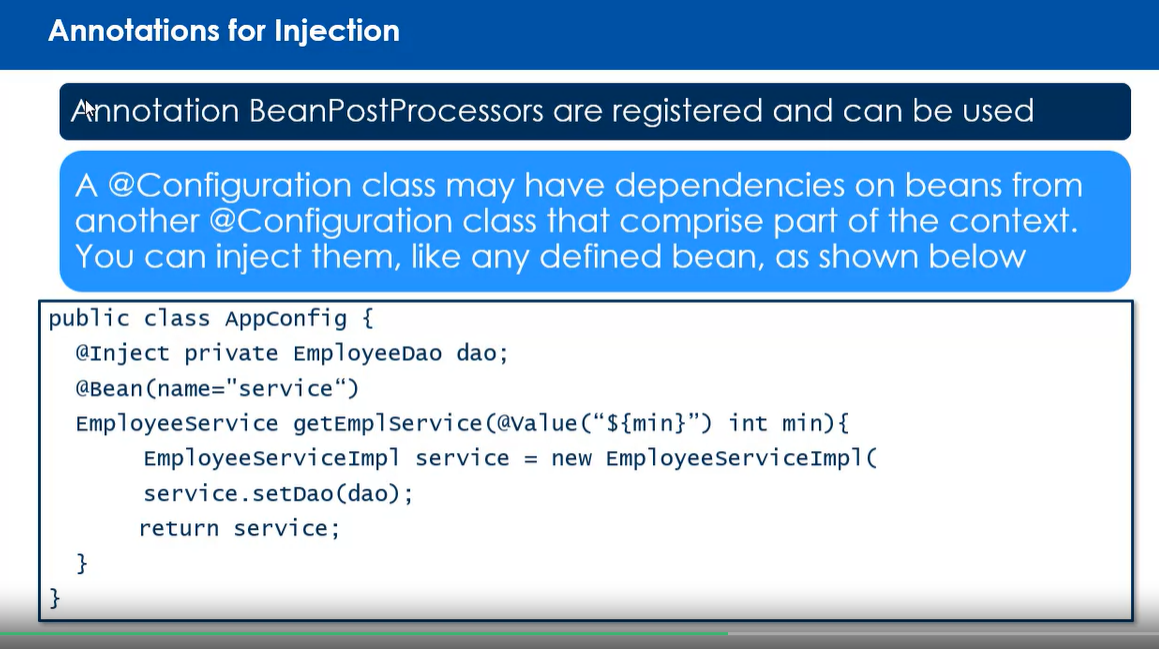 Annotations for Injection
Annotation BeanPostProcessors are registered and can be used
A @Configuration class may have dependencies on beans from
another @Configuration class that comprise part of the context.
You can inject them, like any defined bean, as shown below
public class AppConfig {
@Inject private EmployeeDao dao;
@Bean(name="service“)
EmployeeService getEmplService(@Value(“${min}”) int min){
EmployeeServiceImpl service = new EmployeeServiceImpl(
service.setDao(dao);
return service;
}
}